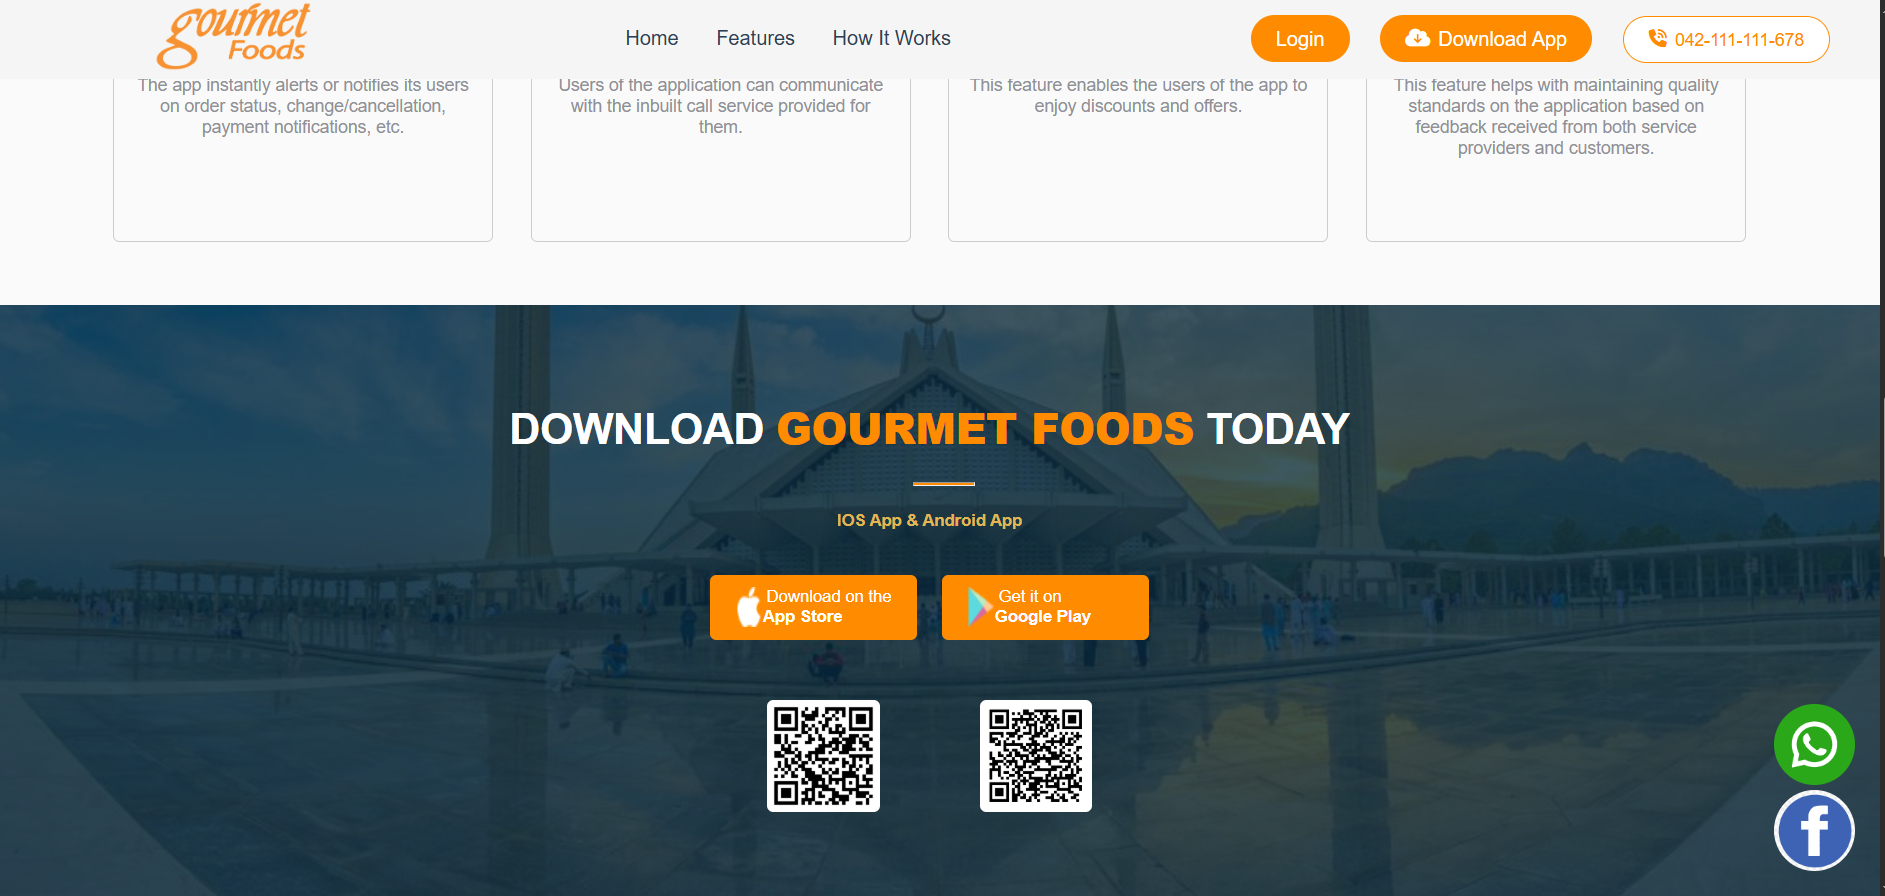 gourmet
Foods
Home
Features
How It Works
Login
Download App
042-111-111-678
The app instantly alerts or notifies its users
on order status, change/cancellation,
payment notifications, etc.
Users of the application can communicate
with the inbuilt call service provided for
them.
This feature enables the users of the app to
enjoy discounts and offers.
This feature helps with maintaining quality
standards on the application based on
feedback received from both service
providers and customers.
DOWNLOAD GOURMET FOODS TODAY
IOS App & Android App
Download on the
App Store
Get it on
Google Play